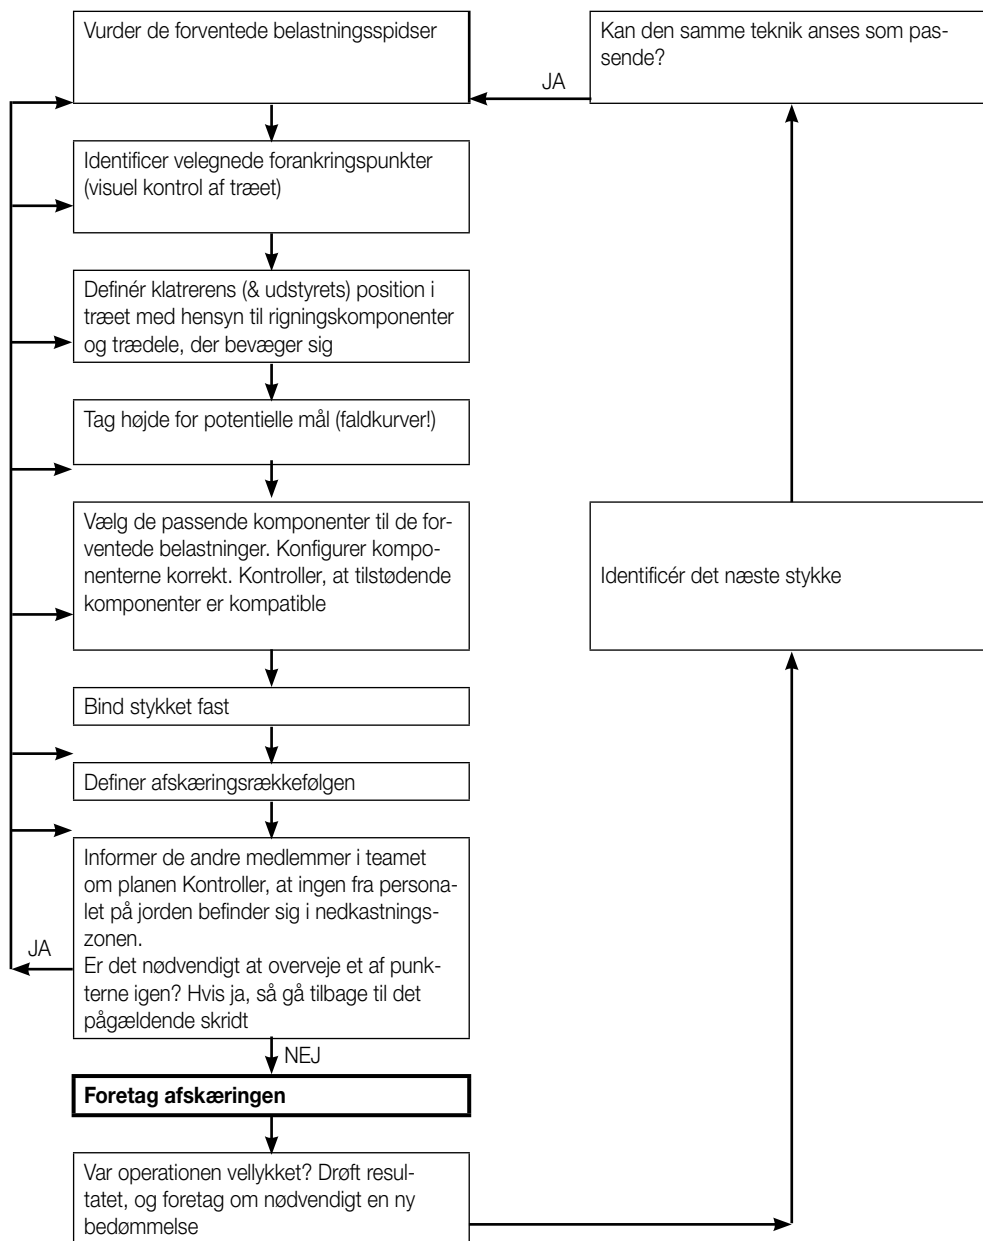 Vurder de forventede belastningsspidser
Identificer velegnede forankringspunkter
(visuel kontrol af træet)
Definér klatrerens (& udstyrets) position i
træet med hensyn til rigningskomponenter
og trædele, der bevæger sig
Tag højde for potentielle mål (faldkurver!)
Vælg de passende komponenter til de for-
ventede belastninger. Konfigurer kompo-
nenterne korrekt. Kontroller, at tilstødende
komponenter er kompatible
Bind stykket fast
Definer afskæringsrækkefølgen
Informer de andre medlemmer i teamet
om planen Kontroller, at ingen fra persona-
let på jorden befinder sig i nedkastnings-
zonen.
Er det nødvendigt at overveje et af punk-
terne igen? Hvis ja, så gå tilbage til det
pågældende skridt
JA
NEJ
Foretag afskæringen
Var operationen vellykket? Drøft resul-
tatet, og foretag om nødvendigt en ny
bedømmelse
Identificér det næste stykke
Kan den samme teknik anses som pas-
sende?
JA